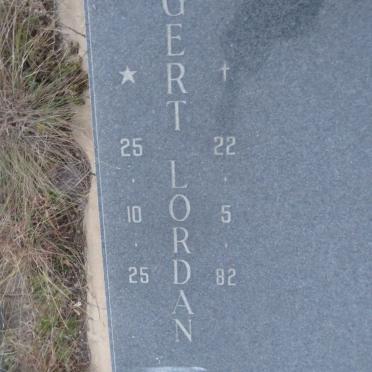 GERT LORDAN
★ 25 · 10 · 25
† 22 · 5 · 82